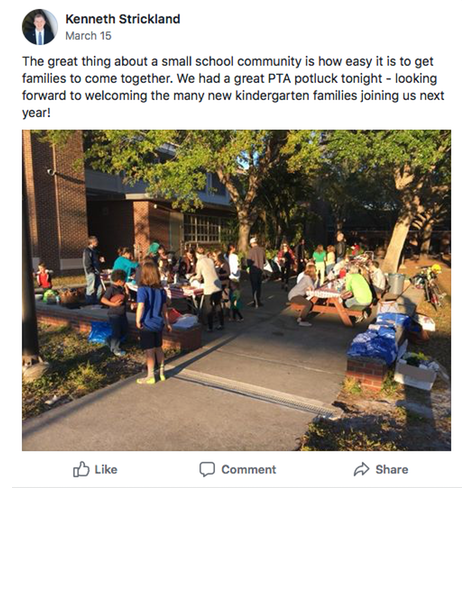 Kenneth Strickland
March 15
The great thing about a small school community is how easy it is to get
families to come together. We had a great PTA potluck tonight - looking
forward to welcoming the many new kindergarten families joining us next
year!
Like Comment Share